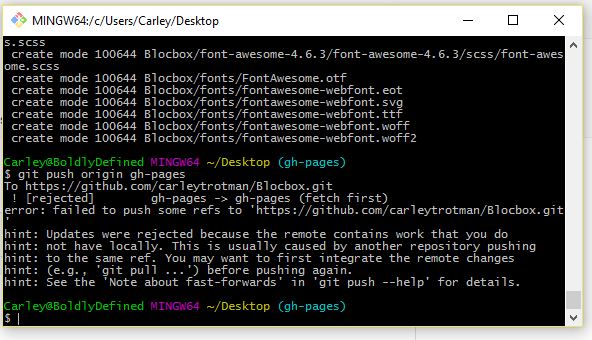 MINGW64:/c/Users/Carley/Desktop
s.scss
 create mode 100644 Blocbox/font-awesome-4.6.3/font-awesome-4.6.3/scss/font-awes
ome.scss
 create mode 100644 Blocbox/fonts/FontAwesome.otf
 create mode 100644 Blocbox/fonts/fontawesome-webfont.eot
 create mode 100644 Blocbox/fonts/fontawesome-webfont.svg
 create mode 100644 Blocbox/fonts/fontawesome-webfont.ttf
 create mode 100644 Blocbox/fonts/fontawesome-webfont.woff
 create mode 100644 Blocbox/fonts/fontawesome-webfont.woff2
Carley@BoldlyDefined MINGW64 ~/Desktop (gh-pages)
$ git push origin gh-pages
To https://github.com/carleytrotman/Blocbox.git
 ! [rejected]        gh-pages -> gh-pages (fetch first)
error: failed to push some refs to 'https://github.com/carleytrotman/Blocbox.git
'
hint: Updates were rejected because the remote contains work that you do
hint: not have locally. This is usually caused by another repository pushing
hint: to the same ref. You may want to first integrate the remote changes
hint: (e.g., 'git pull ...') before pushing again.
hint: See the 'Note about fast-forwards' in 'git push --help' for details.
Carley@BoldlyDefined MINGW64 ~/Desktop (gh-pages)
$